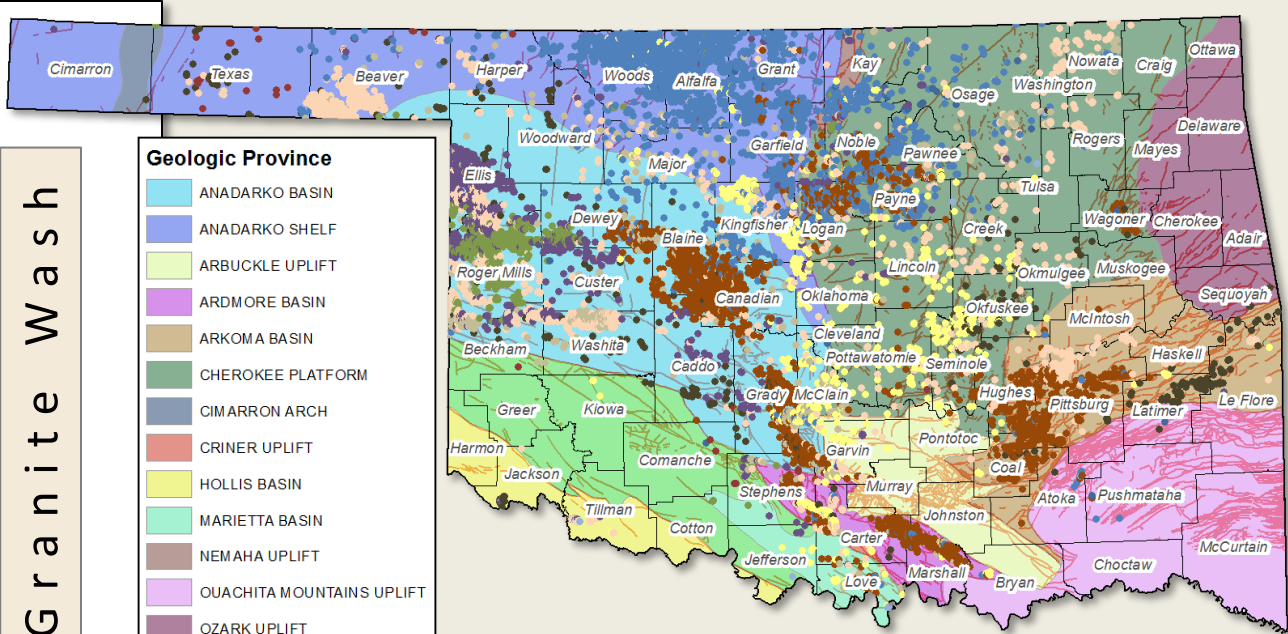 Granite Wash
Geologic Province
ANADARKO BASIN
ANADARKO SHELF
ARBUCKLE UPLIFT
ARDMORE BASIN
ARKOMA BASIN
CHEROKEE PLATFORM
CIMARRON ARCH
CRINER UPLIFT
HOLLIS BASIN
MARIETTA BASIN
NEMAHA UPLIFT
OUACHITA MOUNTAINS UPLIFT
OZARK UPLIFT
Cimarron
Texas
Beaver
Harper
Woods
Alfalfa
Grant
Kay
Osage
Washington
Nowata
Craig
Ottawa
Woodward
Major
Garfield
Noble
Pawnee
Rogers
Mayes
Delaware
Ellis
Dewey
Blaine
Kingfisher
Logan
Payne
Creek
Tulsa
Wagoner
Cherokee
Adair
Roger Mills
Custer
Canadian
Oklahoma
Lincoln
Okfuskee
Okmulgee
Muskogee
McIntosh
Sequoyah
Beckham
Washita
Caddo
Cleveland
Pottawatomie
Seminole
Haskell
Greer
Kiowa
Grady
McClain
Hughes
Pittsburg
Latimer
Le Flore
Harmon
Jackson
Comanche
Garvin
Pontotoc
Coal
Tillman
Cotton
Stephens
Murray
Johnston
Atoka
Pushmataha
McCurtain
Jefferson
Carter
Love
Marshall
Bryan
Choctaw